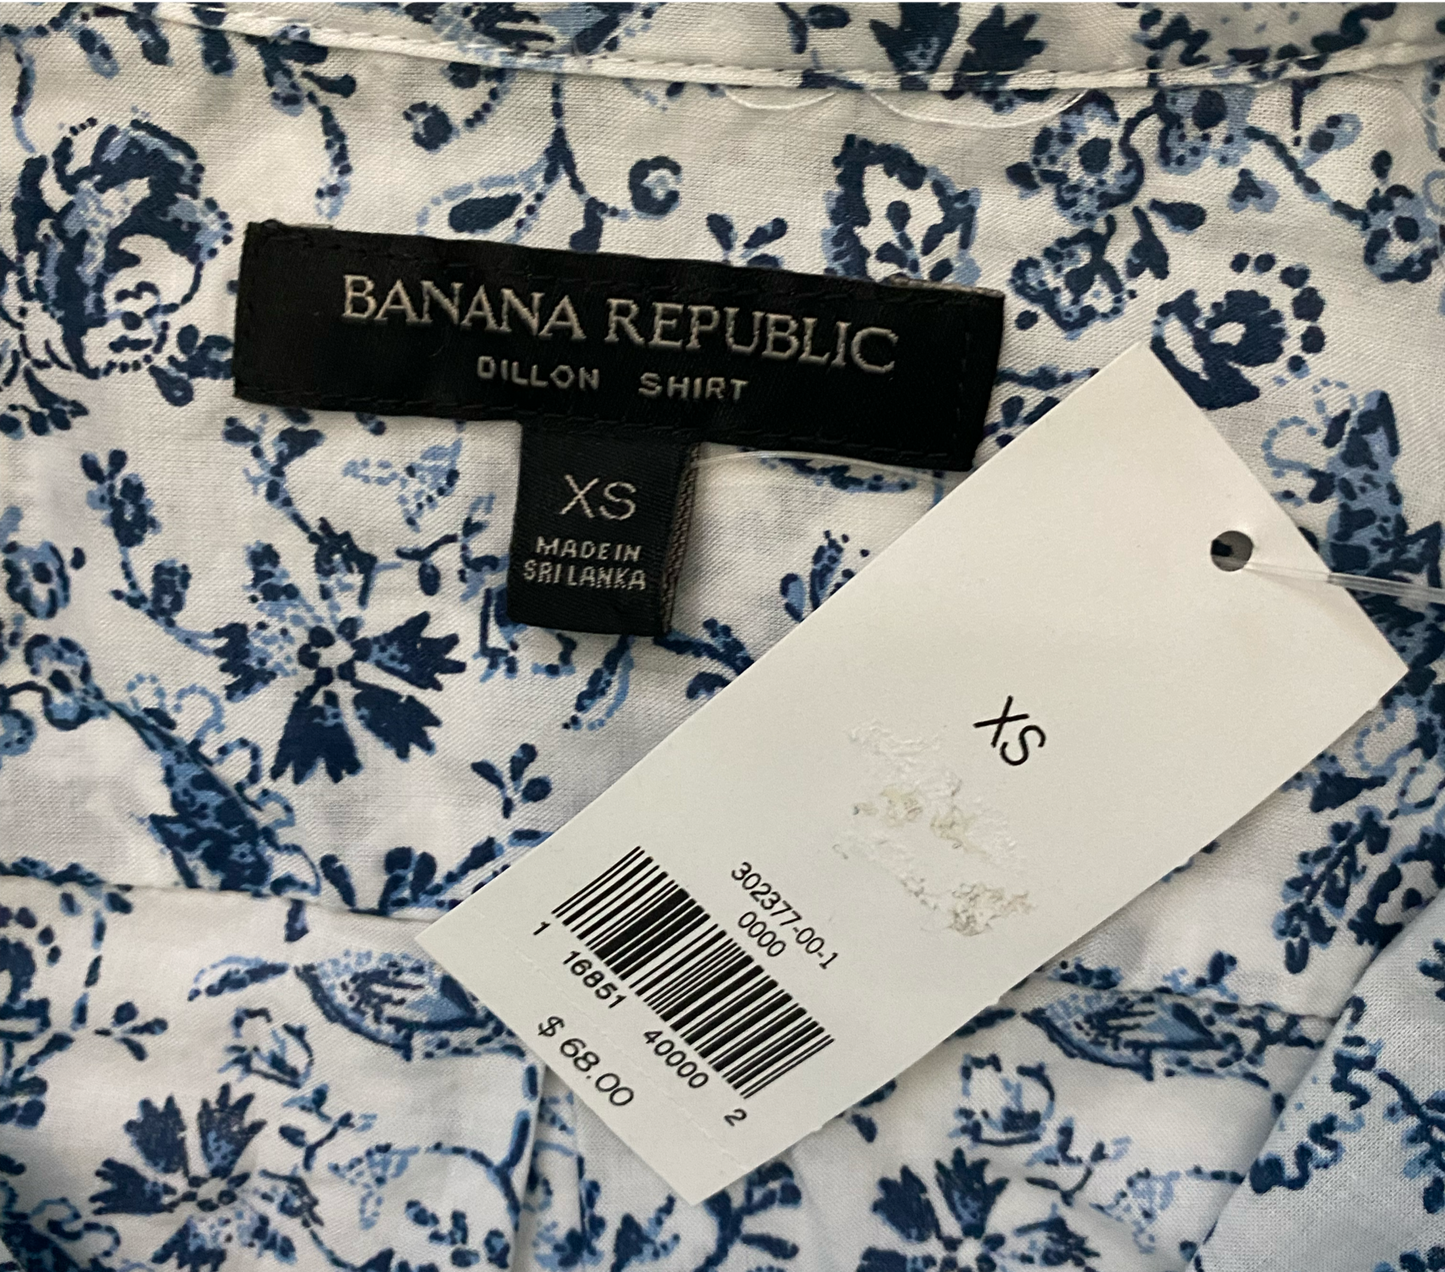 BANANA REPUBLIC
DILLON SHIRT
XS
MADE IN
SRI LANKA
XS
302377-00-1
0000
1 16851 40000 2
$ 68.00